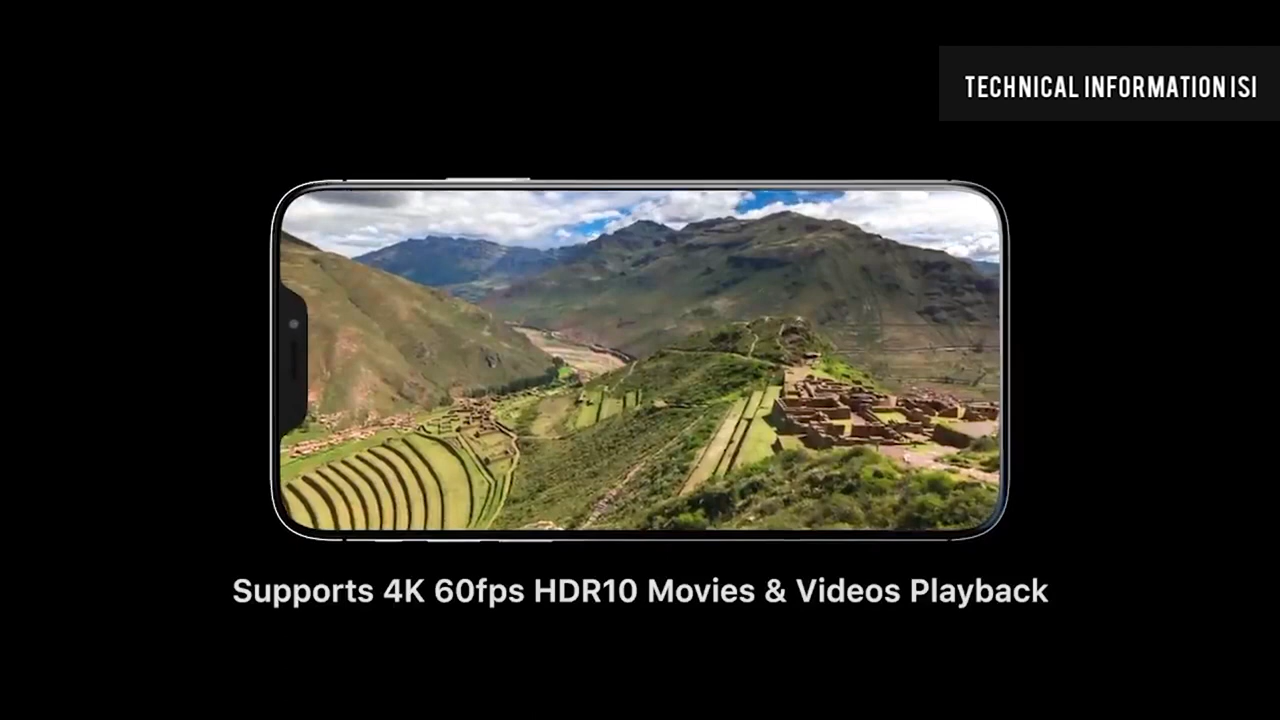 TECHNICAL INFORMATION ISI
Supports 4K 60fps HDR10 Movies & Videos Playback